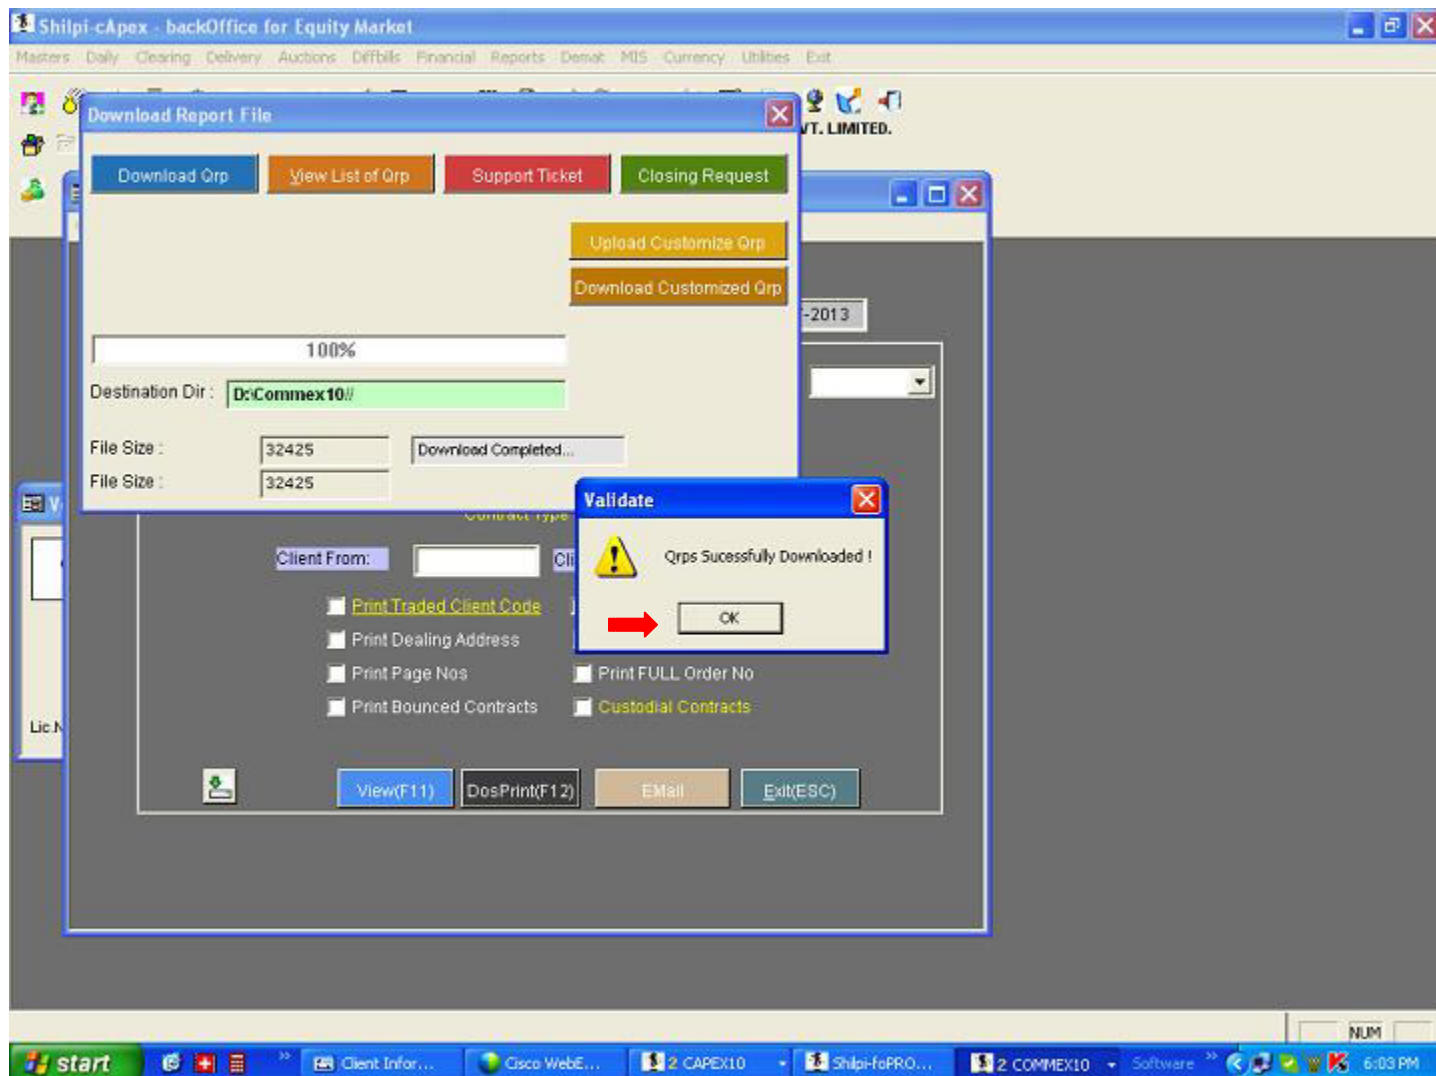 Shilpi-cApex - backOffice for Equity Market
Masters Daily Clearing Delivery Auctions Diffbills Financial Reports Demat MIS Currency Utilities Exit
VT. LIMITED.
Download Report File
Download Qrp View List of Qrp Support Ticket Closing Request
Upload Customize Qrp
Download Customized Qrp
-2013
100%
Destination Dir : D:\Commex10//
File Size : 32425 Download Completed...
File Size : 32425
Contract Type
Validate
Qrps Sucessfully Downloaded !
OK
Client From: Cli
Print Traded Client Code
Print Dealing Address
Print Page Nos Print FULL Order No
Print Bounced Contracts Custodial Contracts
Lic.N
View(F11) DosPrint(F12) EMail Exit(ESC)
NUM
start Client Infor... Cisco WebE... 2 CAPEX10 Shilpi-foPRO... 2 COMMEX10 Software 6:03 PM